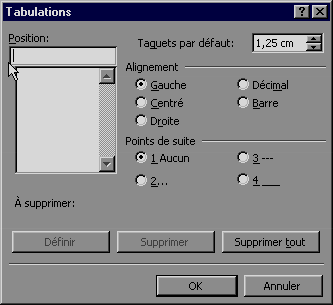 Tabulations
Position:
Taquets par défaut:
1,25 cm
Alignement
Gauche
Décimal
Centré
Barre
Droite
Points de suite
1 Aucun
3 ---
2...
4 ___
À supprimer:
Définir
Supprimer
Supprimer tout
OK
Annuler